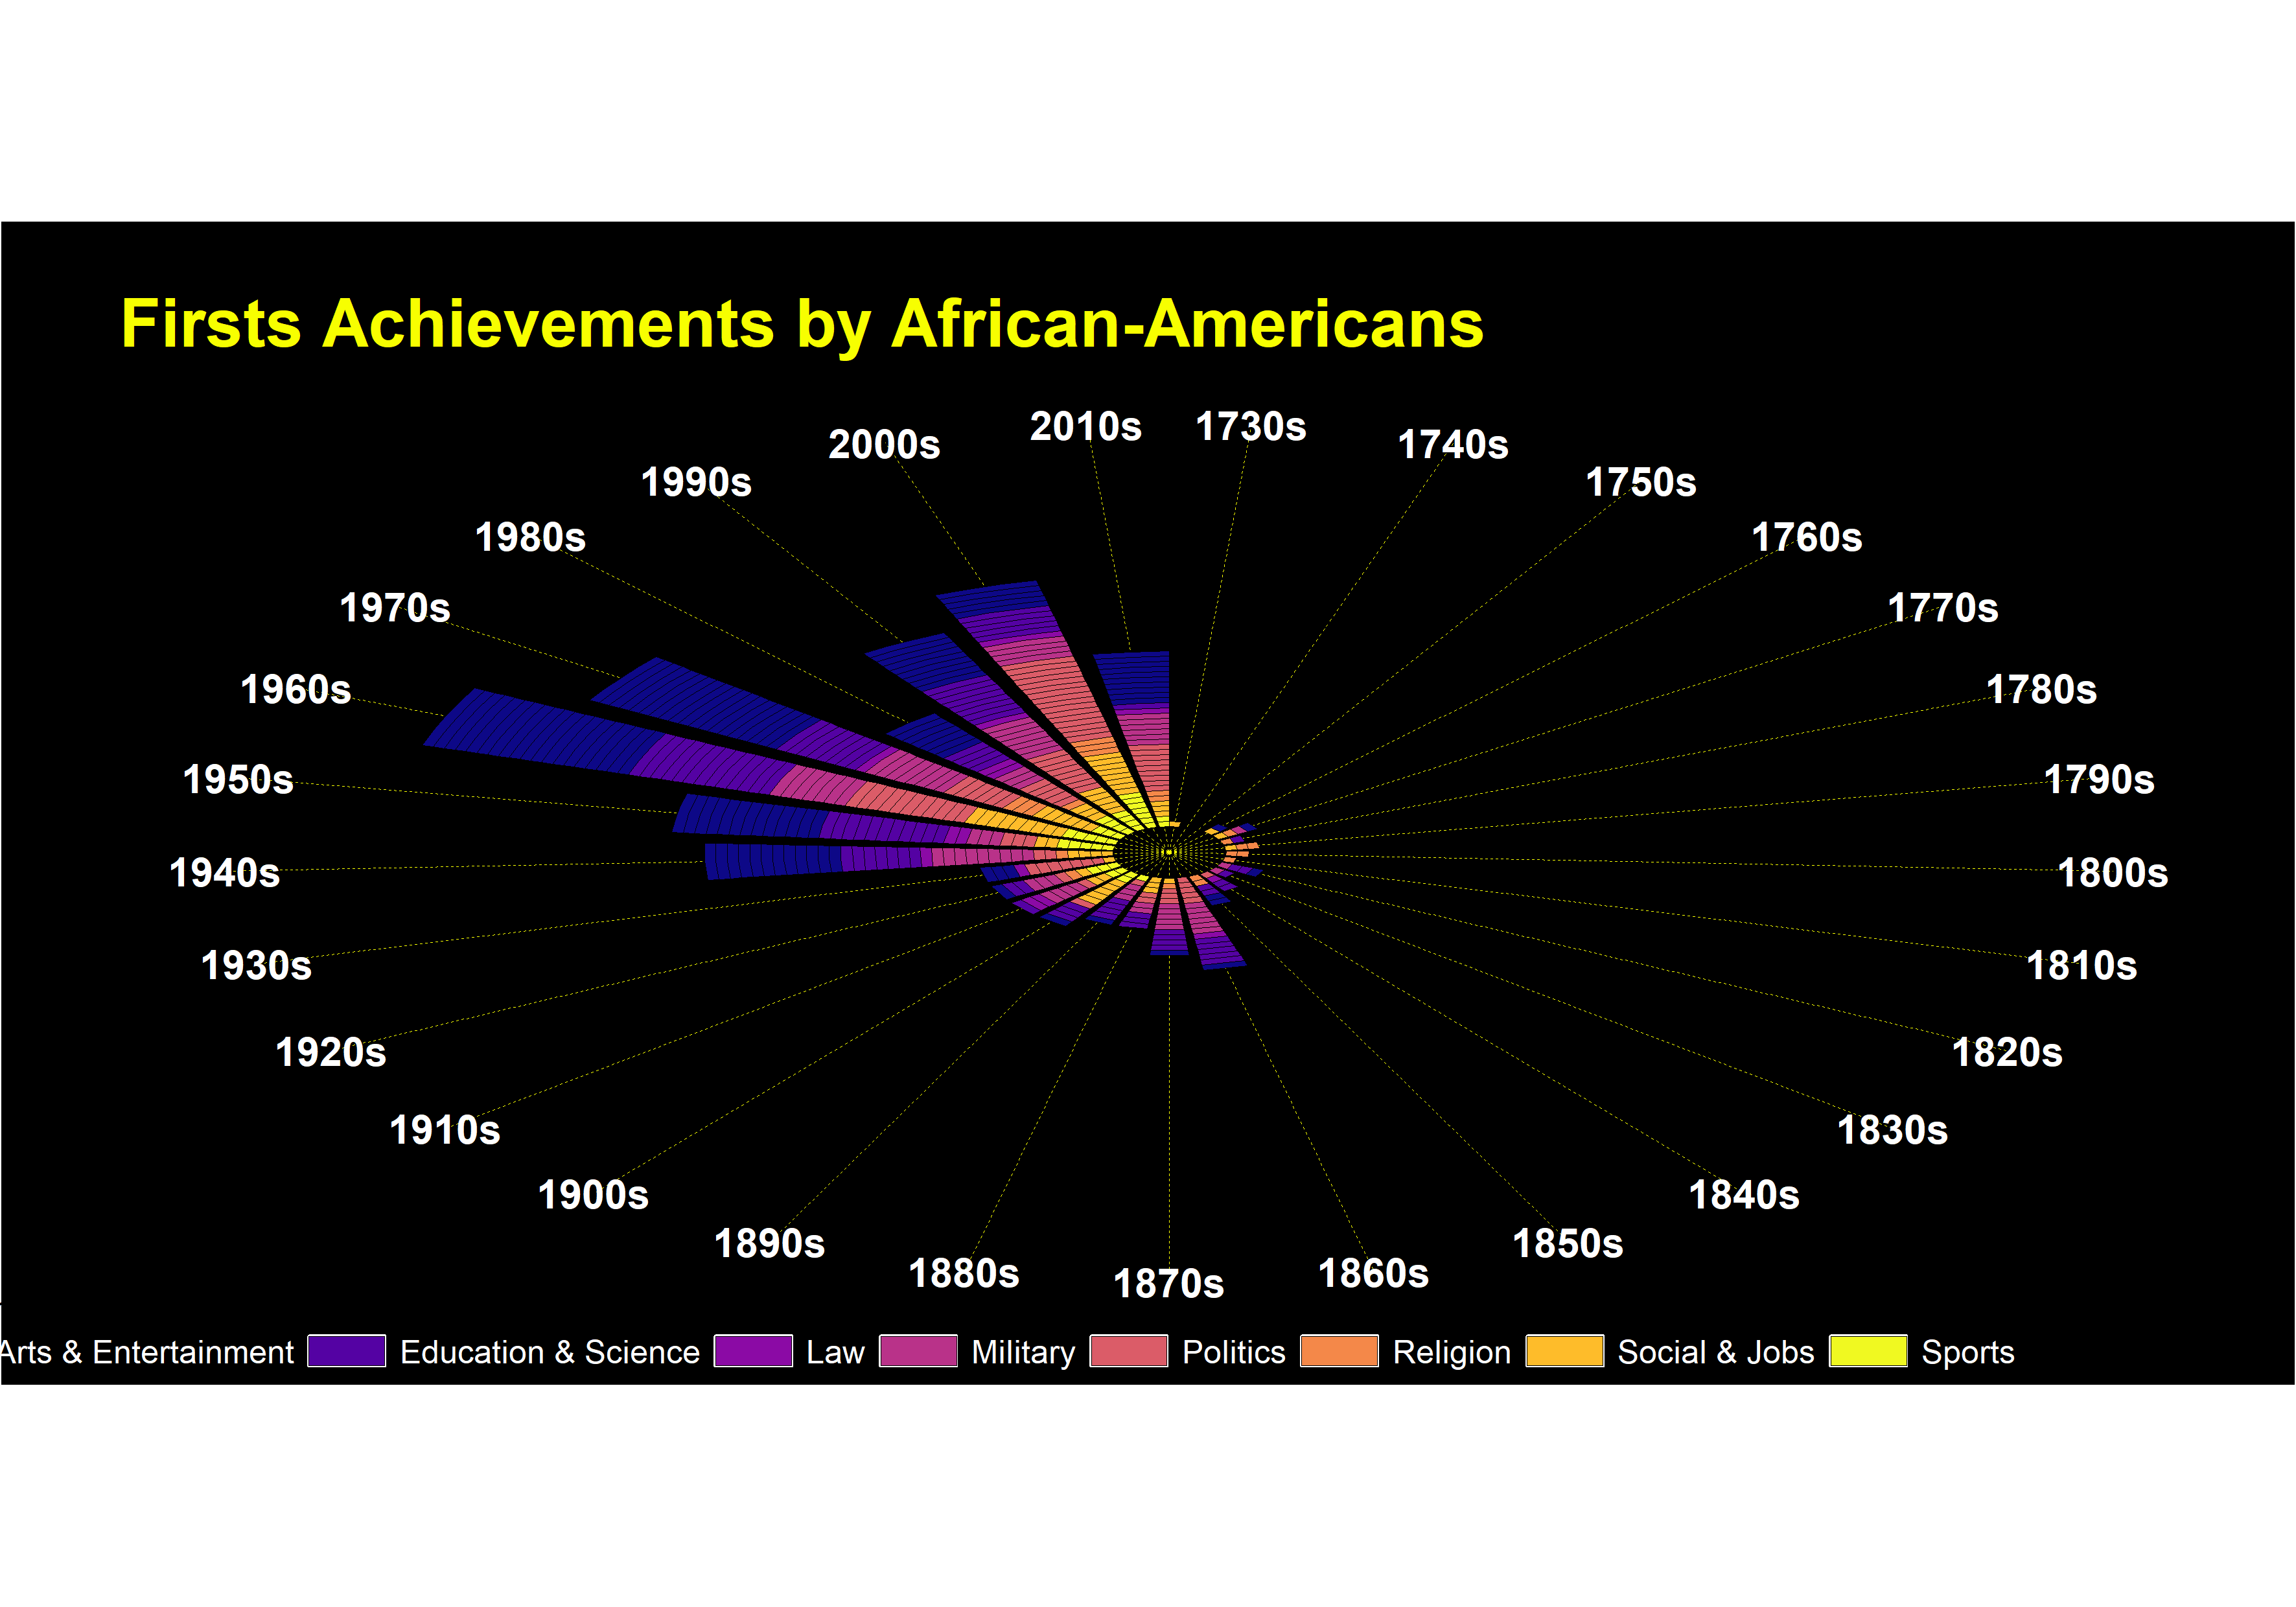 Firsts Achievements by African-Americans
2010s
1730s
2000s
1740s
1990s
1750s
1980s
1760s
1970s
1770s
1960s
1780s
1950s
1790s
1940s
1800s
1930s
1810s
1920s
1820s
1910s
1830s
1900s
1840s
1890s
1850s
1880s
1860s
1870s
Arts & Entertainment Education & Science Law Military Politics Religion Social & Jobs Sports